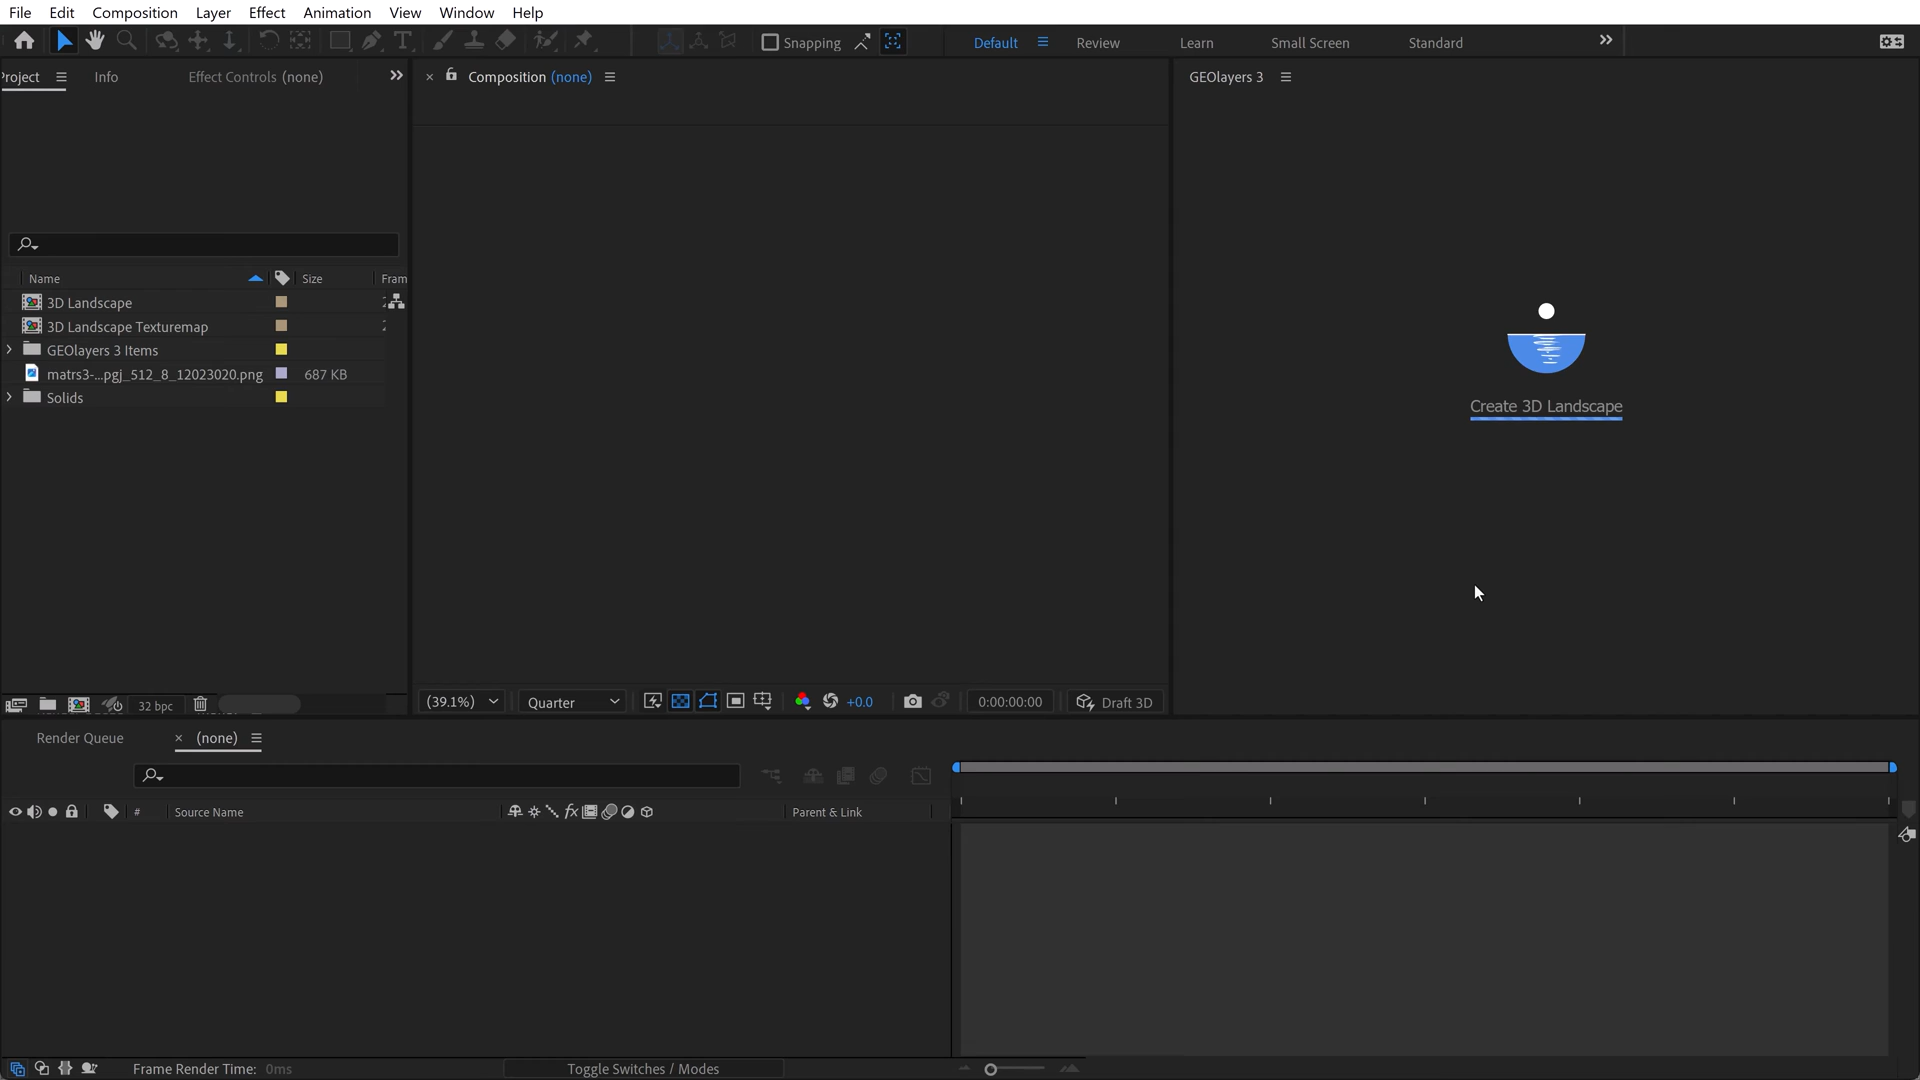 File Edit Composition Layer Effect Animation View Window Help
Snapping Default Review Learn Small Screen Standard
Project Info Effect Controls (none)
Composition (none)
GEOlayers 3
Name Size Fram
3D Landscape
3D Landscape Texturemap
GEOlayers 3 Items
matrs3-...pgj_512_8_12023020.png 687 KB
Solids
Create 3D Landscape
32 bpc
(39.1%) Quarter +0.0 0:00:00:00 Draft 3D
Render Queue (none)
# Source Name Parent & Link
Frame Render Time: 0ms Toggle Switches / Modes